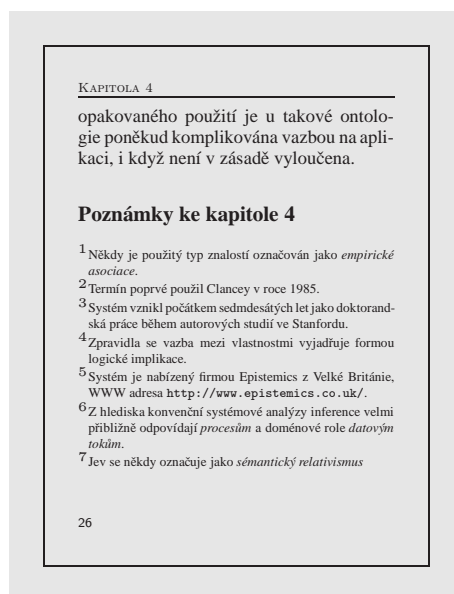 Kapitola 4
opakovaného použití je u takové ontolo-
gie poněkud komplikována vazbou na apli-
kaci, i když není v zásadě vyloučena.
Poznámky ke kapitole 4
1 Někdy je použitý typ znalostí označován jako empirické
asociace.
2 Termín poprvé použil Clancey v roce 1985.
3 Systém vznikl počátkem sedmdesátých let jako doktorand-
ská práce během autorových studií ve Stanfordu.
4 Zpravidla se vazba mezi vlastnostmi vyjadřuje formou
logické implikace.
5 Systém je nabízený firmou Epistemics z Velké Británie,
WWW adresa http://www.epistemics.co.uk/.
6 Z hlediska konvenční systémové analýzy inference velmi
přibližně odpovídají procesům a doménové role datovým
tokům.
7 Jev se někdy označuje jako sémantický relativismus
26